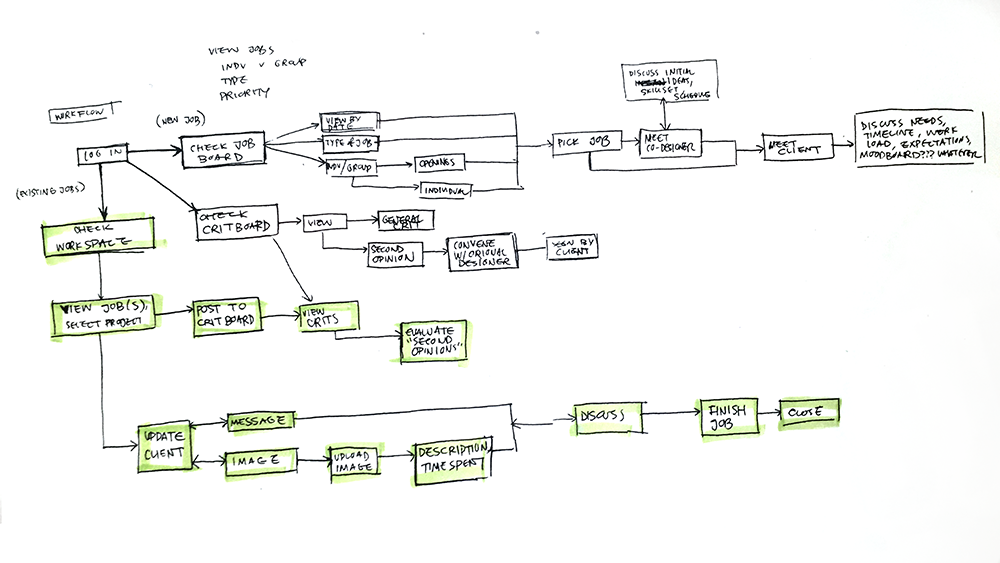 VIEW JOBS
INDV v GROUP
TYPE
PRIORITY
WORKFLOW
(NEW JOB)
LOG IN
CHECK JOB
BOARD
VIEW BY
DATE
TYPE of JOB
INDV/GROUP
OPENINGS
INDIVIDUAL
PICK JOB
DISCUSS INITIAL
IDEAS,
SKILLSET,
SCHEDULE
MEET
CO-DESIGNER
MEET
CLIENT
DISCUSS NEEDS,
TIMELINE, WORK
LOAD, EXPECTATIONS,
MOODBOARD??? WHATEVER
(EXISTING JOBS)
CHECK
WORKSPACE
CHECK
CRITBOARD
VIEW
GENERAL
CRIT
SECOND
OPINION
CONVENE
W/ORIONAL
DESIGNER
BY
CLIENT
VIEW JOB(S),
SELECT PROJECT
POST TO
CRITBOARD
VIEW
CRITS
EVALUATE
"SECOND
OPINIONS"
UPDATE
CLIENT
MESSAGE
IMAGE
UPLOAD
IMAGE
DESCRIPTION,
TIME SPENT
DISCUSS
FINISH
JOB
CLOSE